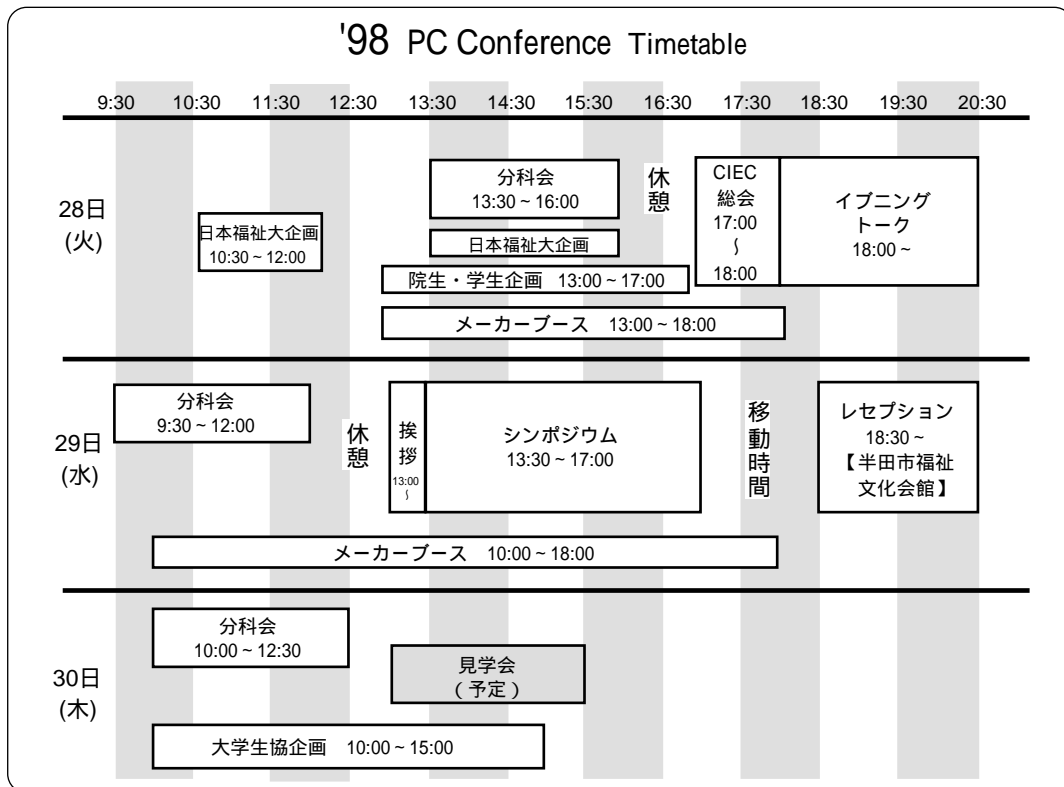 '98 PC Conference Timetable
9:30 10:30 11:30 12:30 13:30 14:30 15:30 16:30 17:30 18:30 19:30 20:30
28日
(火)
日本福祉大企画
10:30～12:00
分科会
13:30～16:00
日本福祉大企画
院生・学生企画 13:00～17:00
メーカーブース 13:00～18:00
休憩
CIEC
総会
17:00
～
18:00
イブニング
トーク
18:00～
29日
(水)
分科会
9:30～12:00
休憩
挨拶
13:00
～
シンポジウム
13:30～17:00
移動時間
レセプション
18:30～
【半田市福祉
文化会館】
メーカーブース 10:00～18:00
30日
(木)
分科会
10:00～12:30
見学会
（予定）
大学生協企画 10:00～15:00